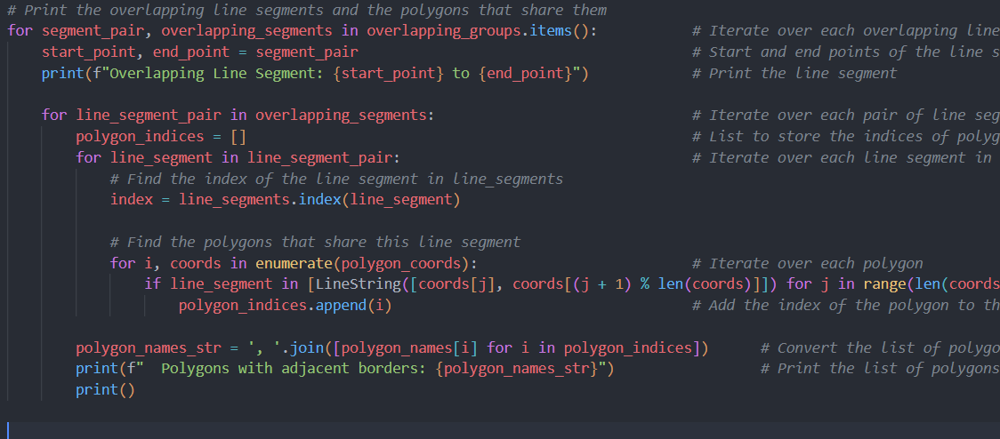 # Print the overlapping line segments and the polygons that share them
for segment_pair, overlapping_segments in overlapping_groups.items(): # Iterate over each overlapping line
    start_point, end_point = segment_pair # Start and end points of the line s
    print(f"Overlapping Line Segment: {start_point} to {end_point}") # Print the line segment
    for line_segment_pair in overlapping_segments: # Iterate over each pair of line seg
        polygon_indices = [] # List to store the indices of polyg
        for line_segment in line_segment_pair: # Iterate over each line segment in
            # Find the index of the line segment in line_segments
            index = line_segments.index(line_segment)
            # Find the polygons that share this line segment
            for i, coords in enumerate(polygon_coords): # Iterate over each polygon
                if line_segment in [LineString([coords[j], coords[(j + 1) % len(coords)]]) for j in range(len(coords
                    polygon_indices.append(i) # Add the index of the polygon to th
        polygon_names_str = ', '.join([polygon_names[i] for i in polygon_indices]) # Convert the list of polygo
        print(f"  Polygons with adjacent borders: {polygon_names_str}") # Print the list of polygons
        print()